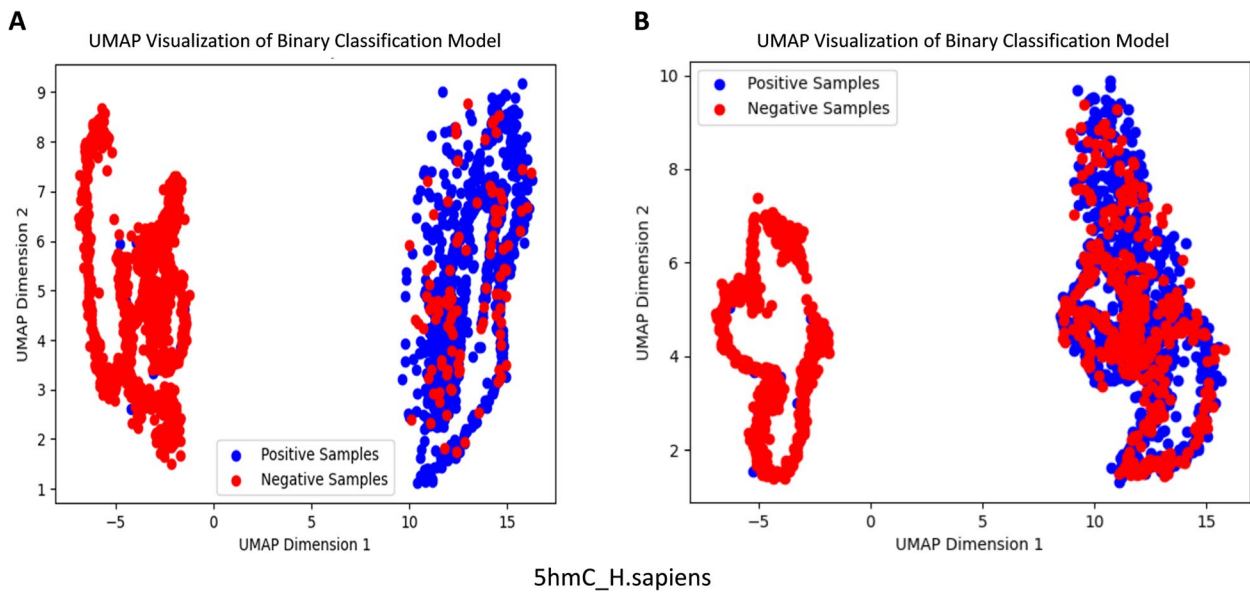 A
UMAP Visualization of Binary Classification Model
9
8
7
6
5
4
3
2
1
UMAP Dimension 2
Positive Samples
Negative Samples
−5
0
5
10
15
UMAP Dimension 1
B
UMAP Visualization of Binary Classification Model
Positive Samples
Negative Samples
10
8
6
4
2
UMAP Dimension 2
−5
0
5
10
15
UMAP Dimension 1
5hmC_H.sapiens